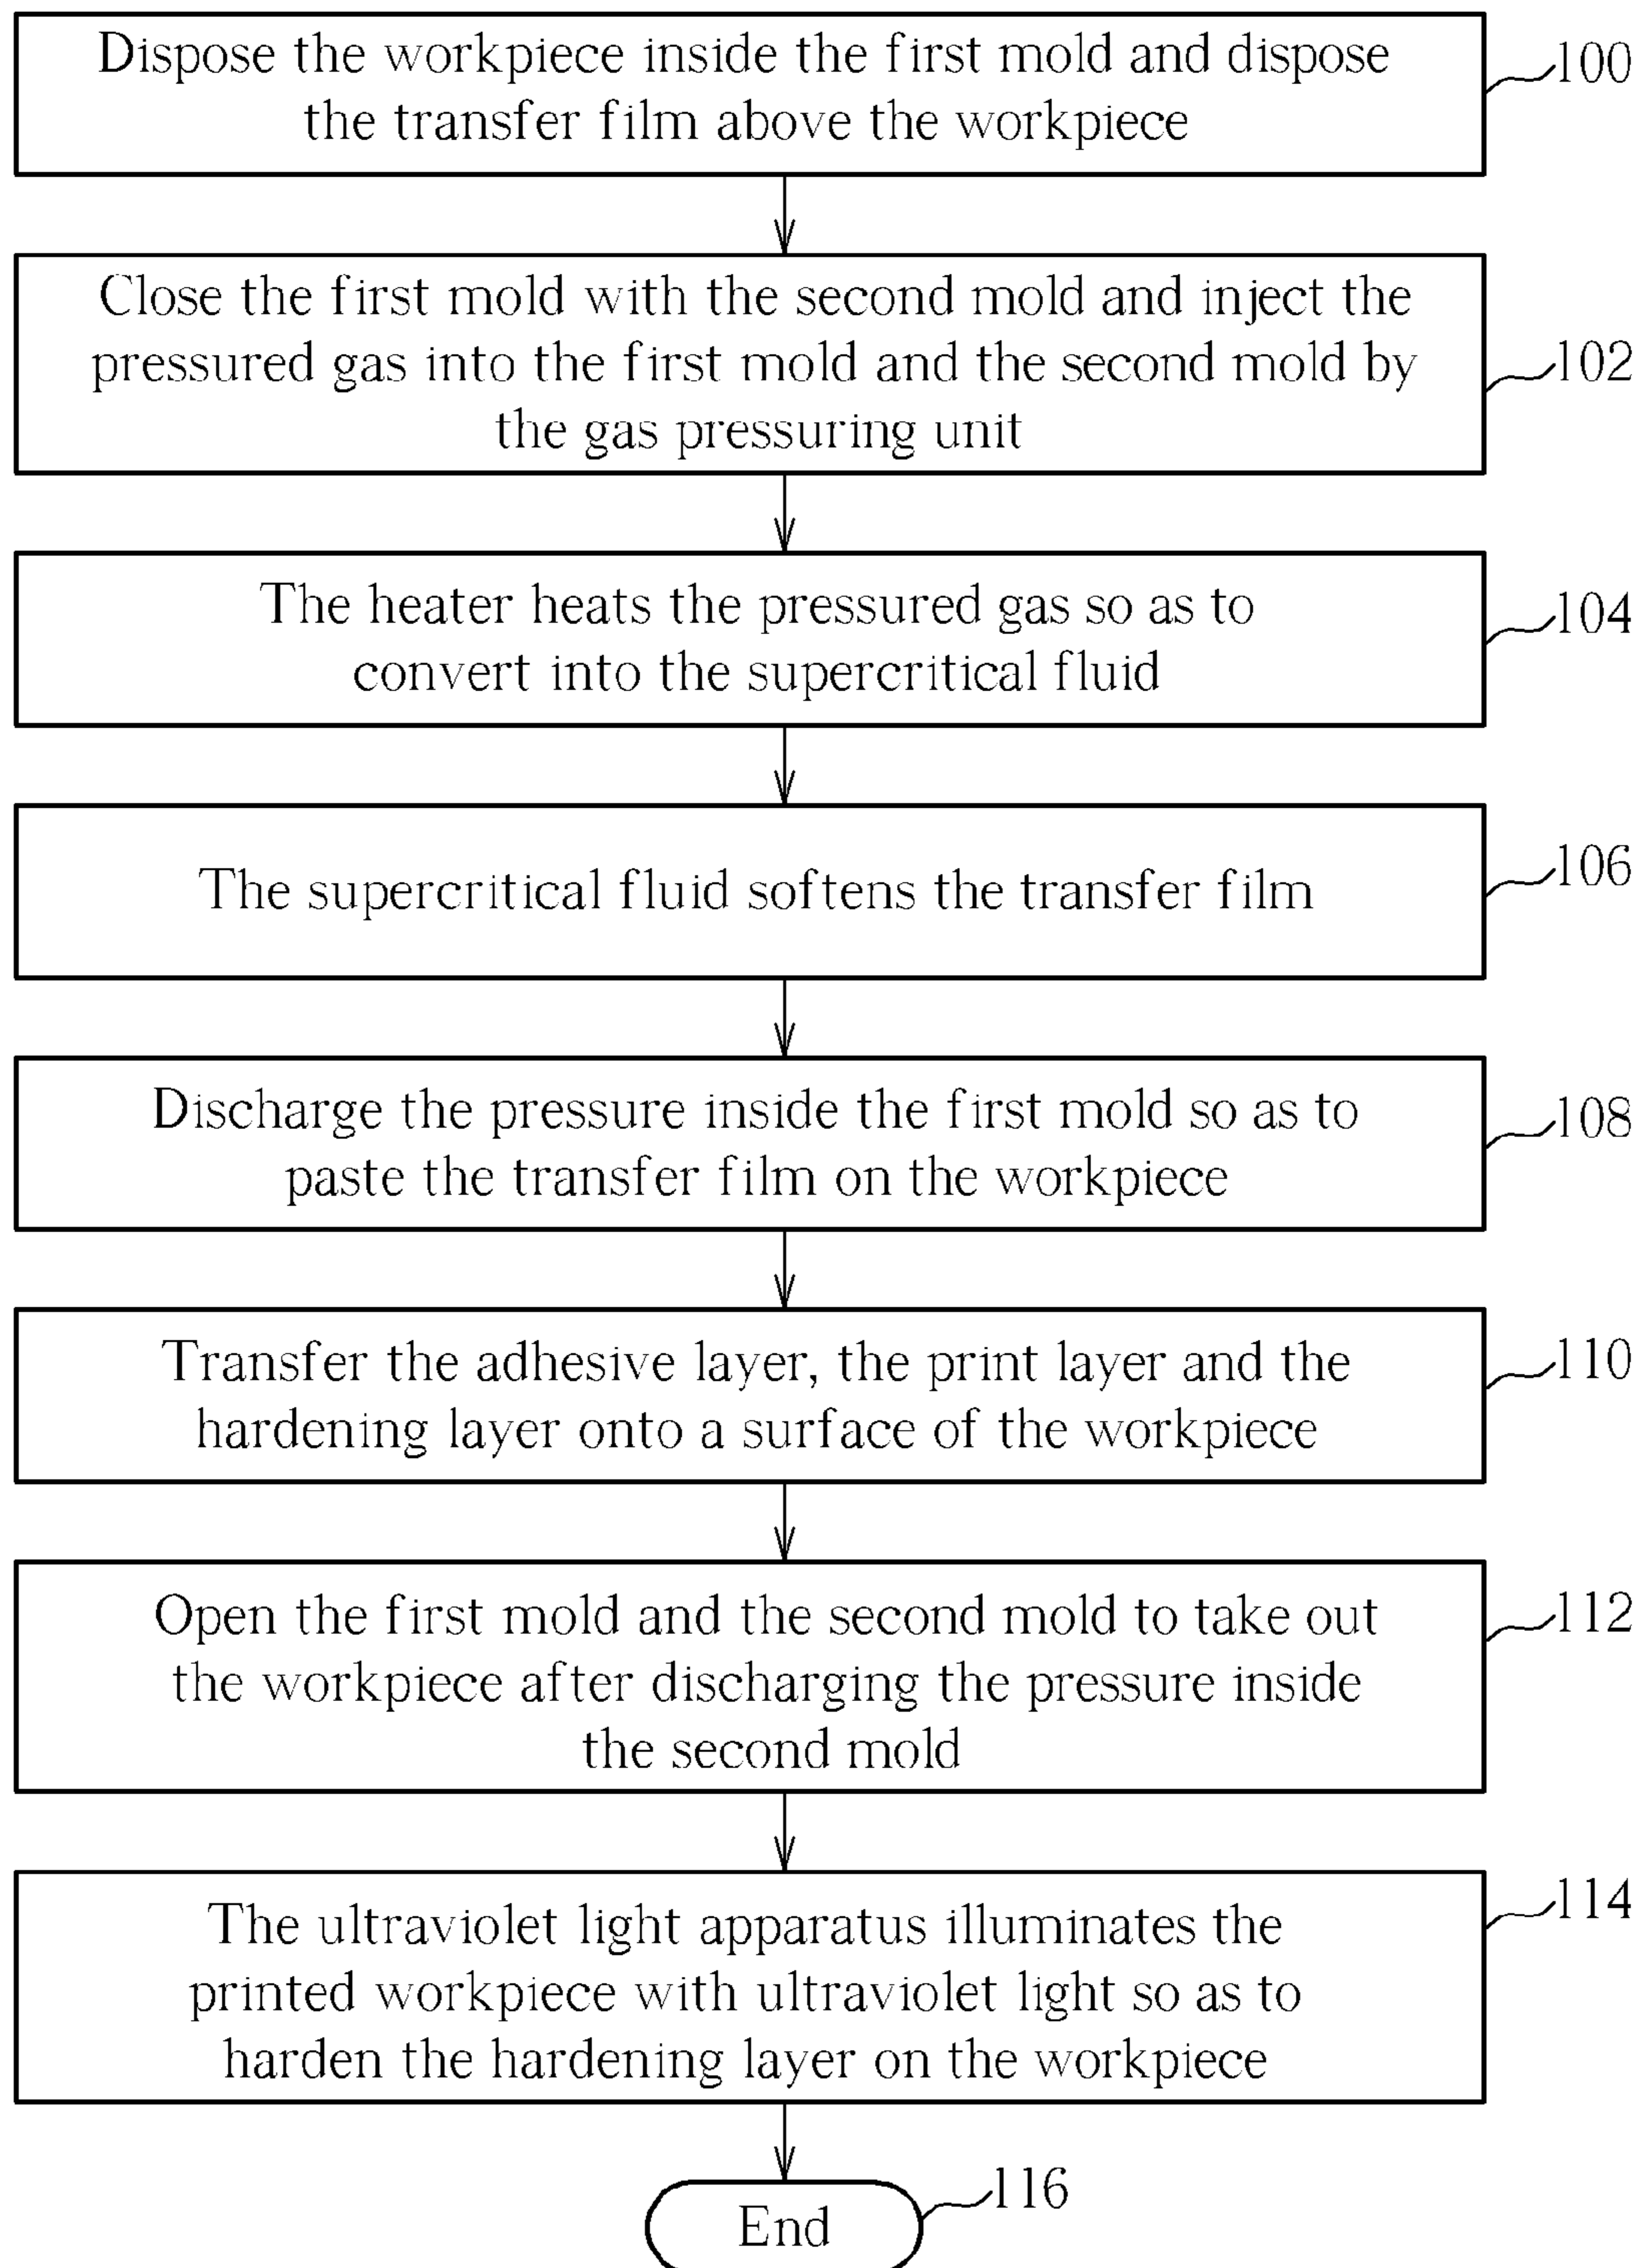 Dispose the workpiece inside the first mold and dispose
the transfer film above the workpiece
100
Close the first mold with the second mold and inject the
pressured gas into the first mold and the second mold by
the gas pressuring unit
102
The heater heats the pressured gas so as to
convert into the supercritical fluid
104
The supercritical fluid softens the transfer film
106
Discharge the pressure inside the first mold so as to
paste the transfer film on the workpiece
108
Transfer the adhesive layer, the print layer and the
hardening layer onto a surface of the workpiece
110
Open the first mold and the second mold to take out
the workpiece after discharging the pressure inside
the second mold
112
The ultraviolet light apparatus illuminates the
printed workpiece with ultraviolet light so as to
harden the hardening layer on the workpiece
114
End
116